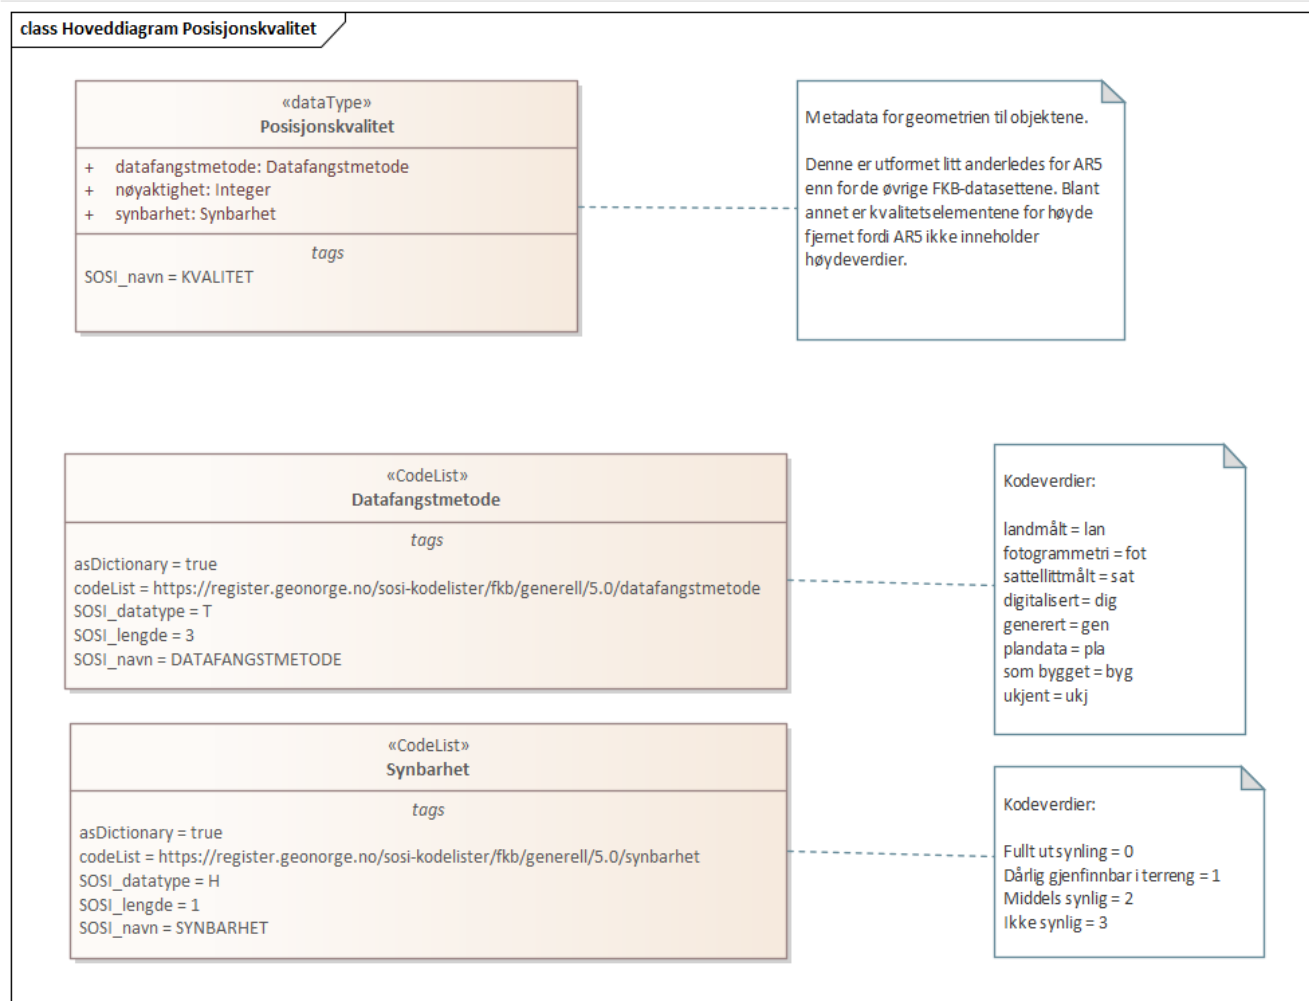 class Hoveddiagram Posisjonskvalitet
«dataType»
Posisjonskvalitet
+ datafangstmetode: Datafangstmetode
+ nøyaktighet: Integer
+ synbarhet: Synbarhet
tags
SOSI_navn = KVALITET
Metadata for geometrien til objektene.
Denne er utformet litt anderledes for AR5
enn for de øvrige FKB-datasettene. Blant
annet er kvalitetselementene for høyde
fjernet fordi AR5 ikke inneholder
høydeverdier.
«CodeList»
Datafangstmetode
tags
asDictionary = true
codeList = https://register.geonorge.no/sosi-kodelister/fkb/generell/5.0/datafangstmetode
SOSI_datatype = T
SOSI_lengde = 3
SOSI_navn = DATAFANGSTMETODE
Kodeverdier:
landmålt = lan
fotogrammetri = fot
sattellittmålt = sat
digitalisert = dig
generert = gen
plandata = pla
som bygget = byg
ukjent = ukj
«CodeList»
Synbarhet
tags
asDictionary = true
codeList = https://register.geonorge.no/sosi-kodelister/fkb/generell/5.0/synbarhet
SOSI_datatype = H
SOSI_lengde = 1
SOSI_navn = SYNBARHET
Kodeverdier:
Fullt ut synling = 0
Dårlig gjenfinnbar i terreng = 1
Middels synlig = 2
Ikke synlig = 3